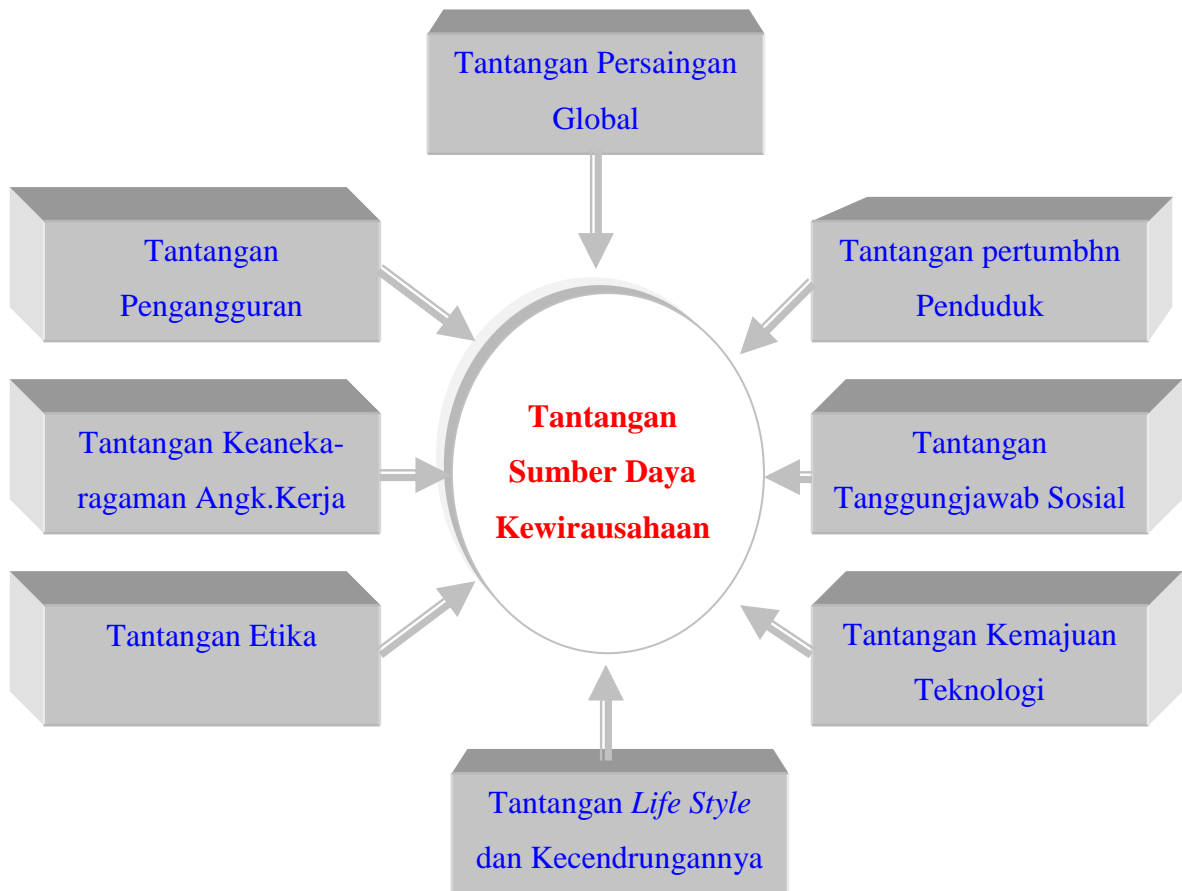 Tantangan Persaingan
Global
Tantangan
Pengangguran
Tantangan pertumbhn
Penduduk
Tantangan Keaneka-
ragaman Angk.Kerja
Tantangan
Sumber Daya
Kewirausahaan
Tantangan
Tanggungjawab Sosial
Tantangan Etika
Tantangan Kemajuan
Teknologi
Tantangan Life Style
dan Kecendrungannya